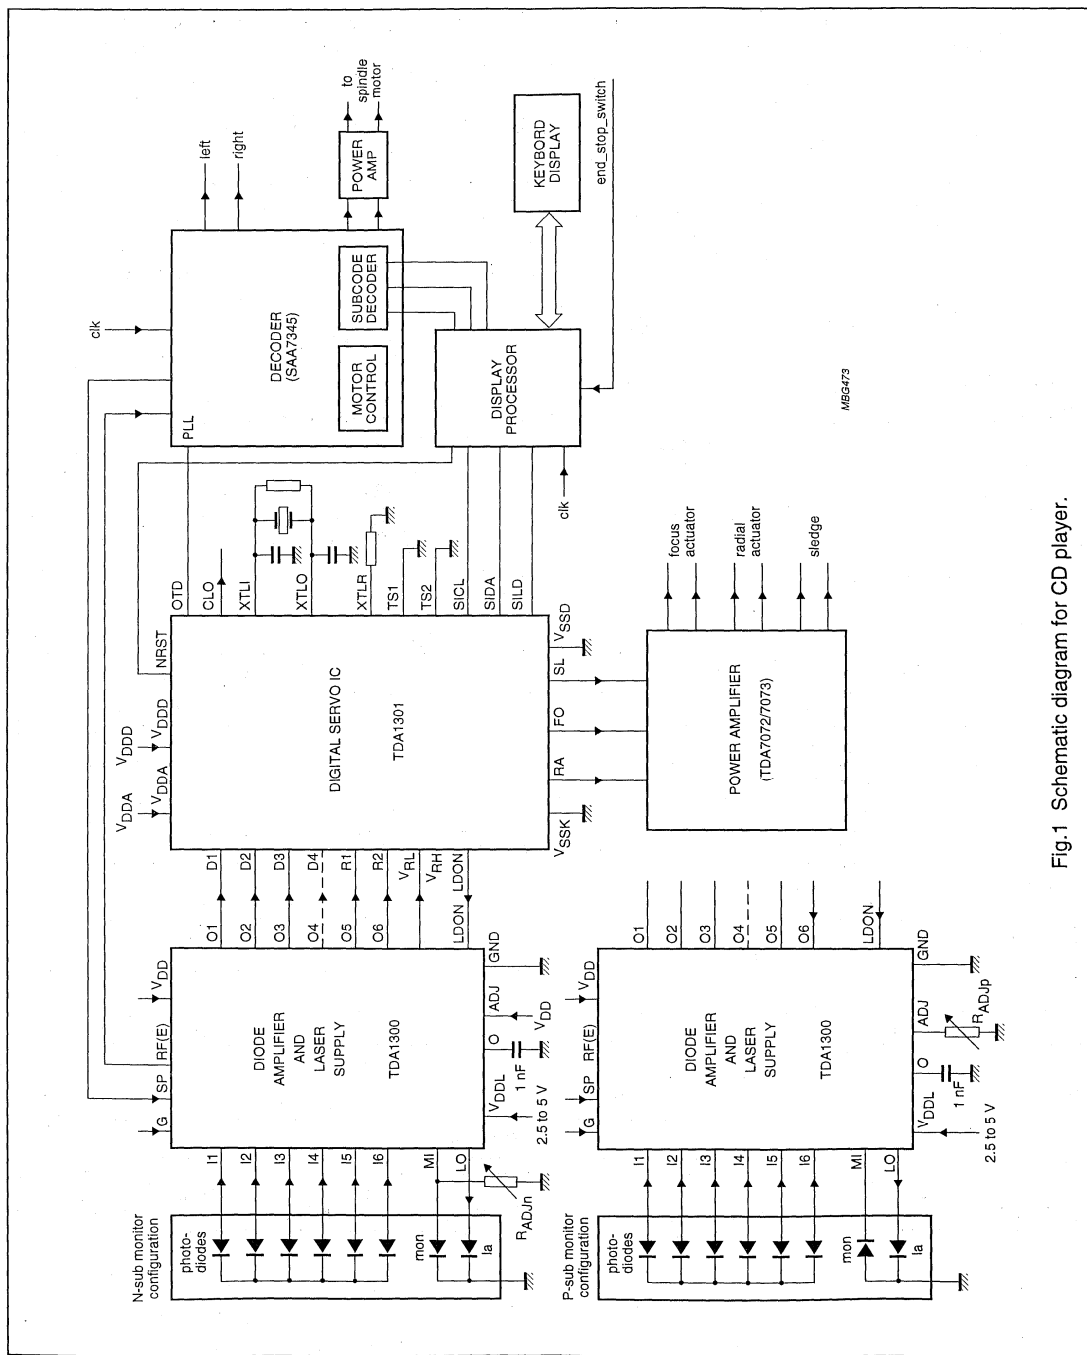 N-sub monitor
configuration
photo-
diodes
mon
la
I1
I2
I3
I4
I5
I6
MI
LO
RADJn
G
SP
RF(E)
VDD
DIODE
AMPLIFIER
AND
LASER
SUPPLY
TDA1300
VDDL
O
ADJ
GND
2.5 to 5 V
1 nF
VDD
O1
O2
O3
O4
O5
O6
LDON
D1
D2
D3
D4
R1
R2
VRL
VRH
LDON
VDDA
VDDD
VDDA
VDDD
NRST
DIGITAL SERVO IC
TDA1301
VSSK
RA
FO
SL
VSSD
OTD
CLO
XTLI
XTLO
XTLR
TS1
TS2
SICL
SIDA
SILD
clk
PLL
DECODER
(SAA7345)
MOTOR
CONTROL
SUBCODE
DECODER
clk
left
right
POWER
AMP
to
spindle
motor
DISPLAY
PROCESSOR
KEYBORD
DISPLAY
end_stop_switch
P-sub monitor
configuration
photo-
diodes
mon
la
I1
I2
I3
I4
I5
I6
MI
LO
G
SP
RF(E)
VDD
DIODE
AMPLIFIER
AND
LASER
SUPPLY
TDA1300
VDDL
O
ADJ
GND
2.5 to 5 V
1 nF
RADJp
O1
O2
O3
O4
O5
O6
LDON
POWER AMPLIFIER
(TDA7072/7073)
focus
actuator
radial
actuator
sledge
MBG473
Fig.1 Schematic diagram for CD player.